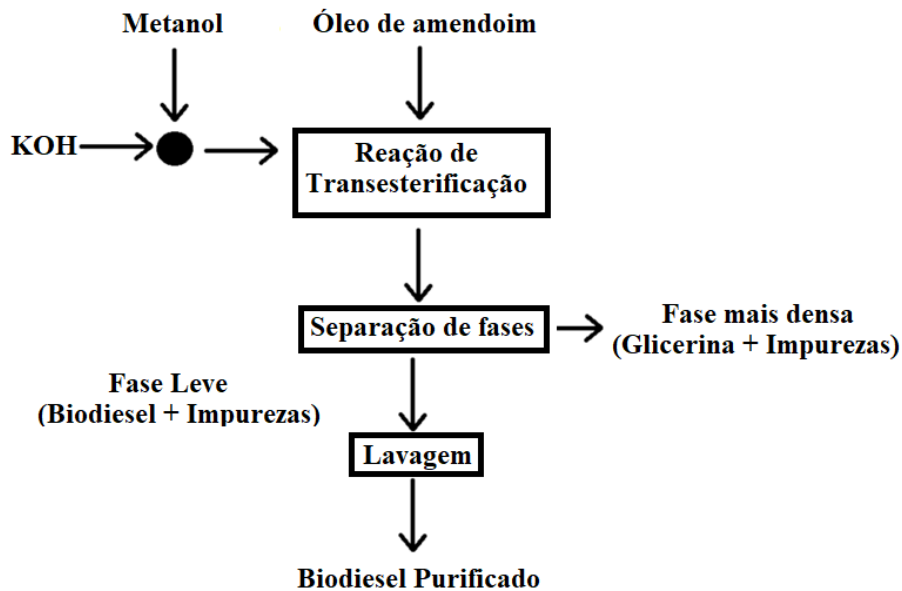 Metanol
Óleo de amendoim
KOH
Reação de
Transesterificação
Separação de fases
Fase mais densa
(Glicerina + Impurezas)
Fase Leve
(Biodiesel + Impurezas)
Lavagem
Biodiesel Purificado